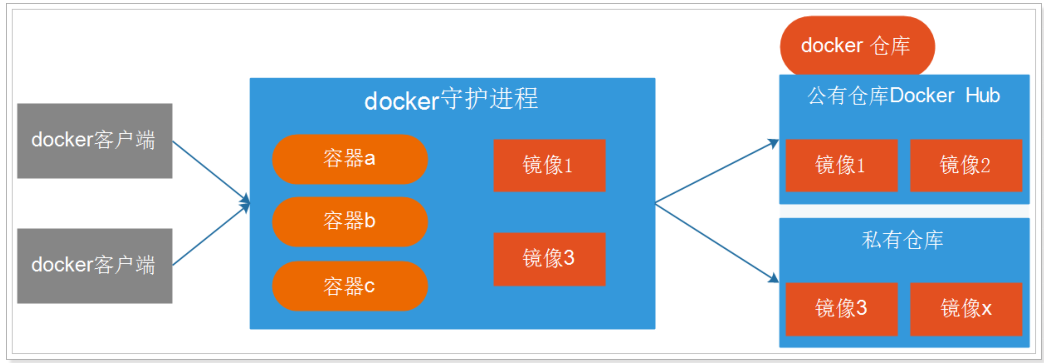 docker客户端
docker客户端
docker守护进程
容器a
容器b
容器c
镜像1
镜像3
docker 仓库
公有仓库Docker Hub
镜像1
镜像2
私有仓库
镜像3
镜像x